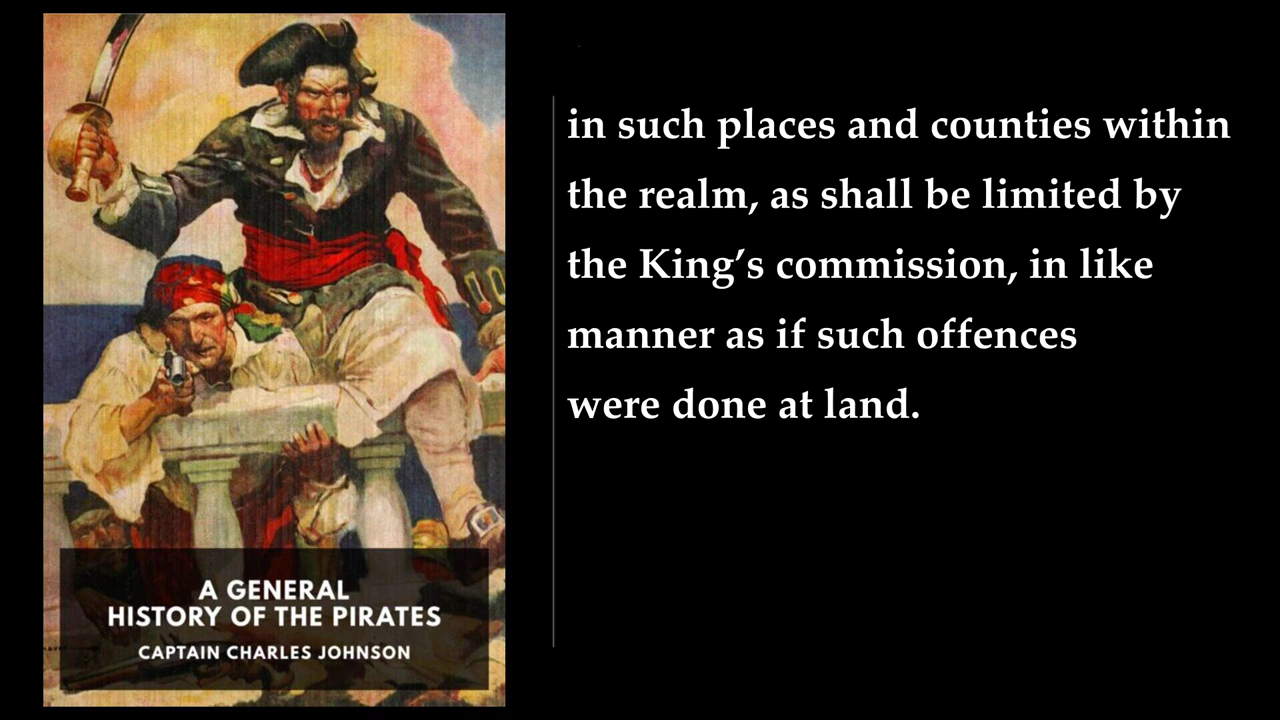 in such places and counties within
the realm, as shall be limited by
the King’s commission, in like
manner as if such offences
were done at land.
A GENERAL
HISTORY OF THE PIRATES
CAPTAIN CHARLES JOHNSON